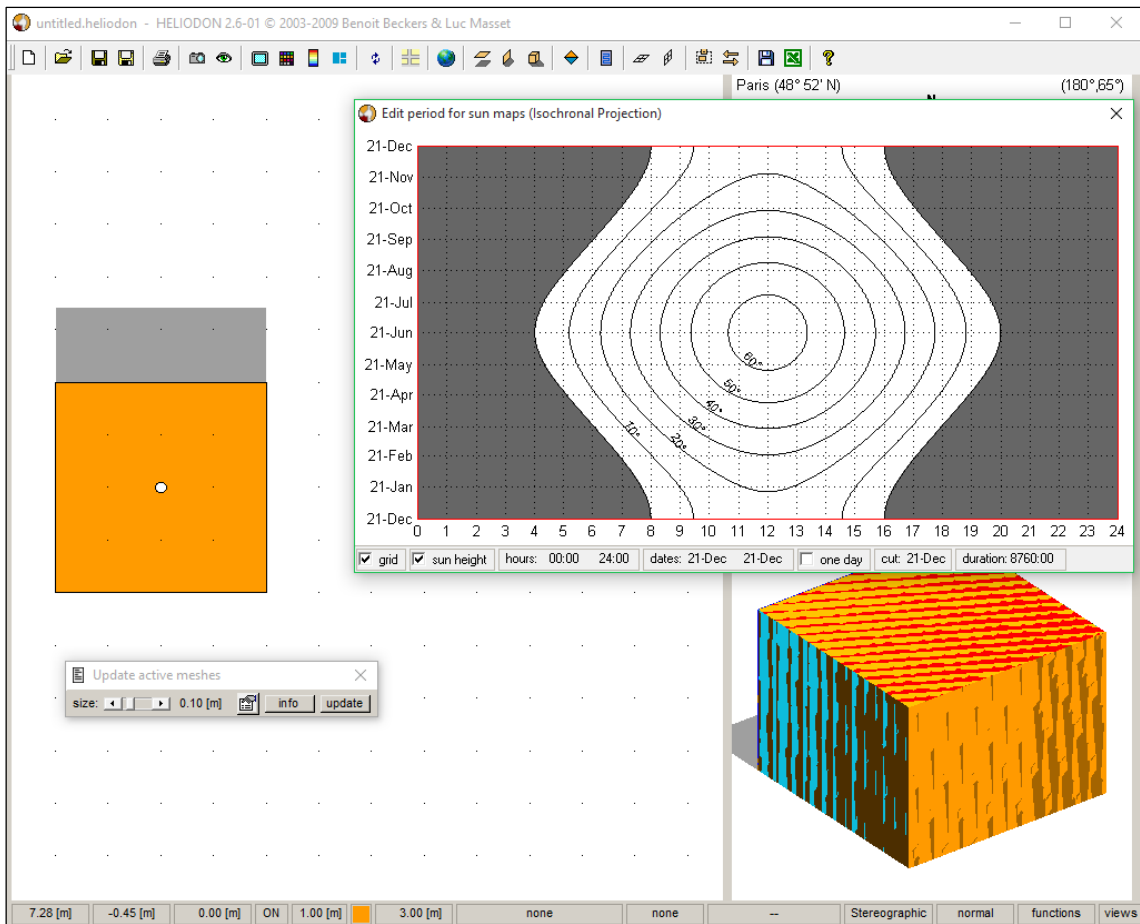 untitled.heliodon - HELIODON 2.6-01 © 2003-2009 Benoit Beckers & Luc Masset
Paris (48° 52' N) (180°,65°)
Edit period for sun maps (Isochronal Projection)
21-Dec
21-Nov
21-Oct
21-Sep
21-Aug
21-Jul
21-Jun
21-May
21-Apr
21-Mar
21-Feb
21-Jan
21-Dec
60°
50°
40°
30°
20°
10°
0 1 2 3 4 5 6 7 8 9 10 11 12 13 14 15 16 17 18 19 20 21 22 23 24
grid sun height hours: 00:00 24:00 dates: 21-Dec 21-Dec one day cut: 21-Dec duration: 8760:00
Update active meshes
size: 0.10 [m] info update
7.28 [m] -0.45 [m] 0.00 [m] ON 1.00 [m] 3.00 [m] none none -- Stereographic normal functions views